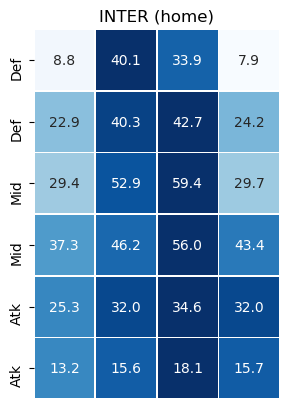 INTER (home)
Def 8.8 40.1 33.9 7.9
Def 22.9 40.3 42.7 24.2
Mid 29.4 52.9 59.4 29.7
Mid 37.3 46.2 56.0 43.4
Atk 25.3 32.0 34.6 32.0
Atk 13.2 15.6 18.1 15.7